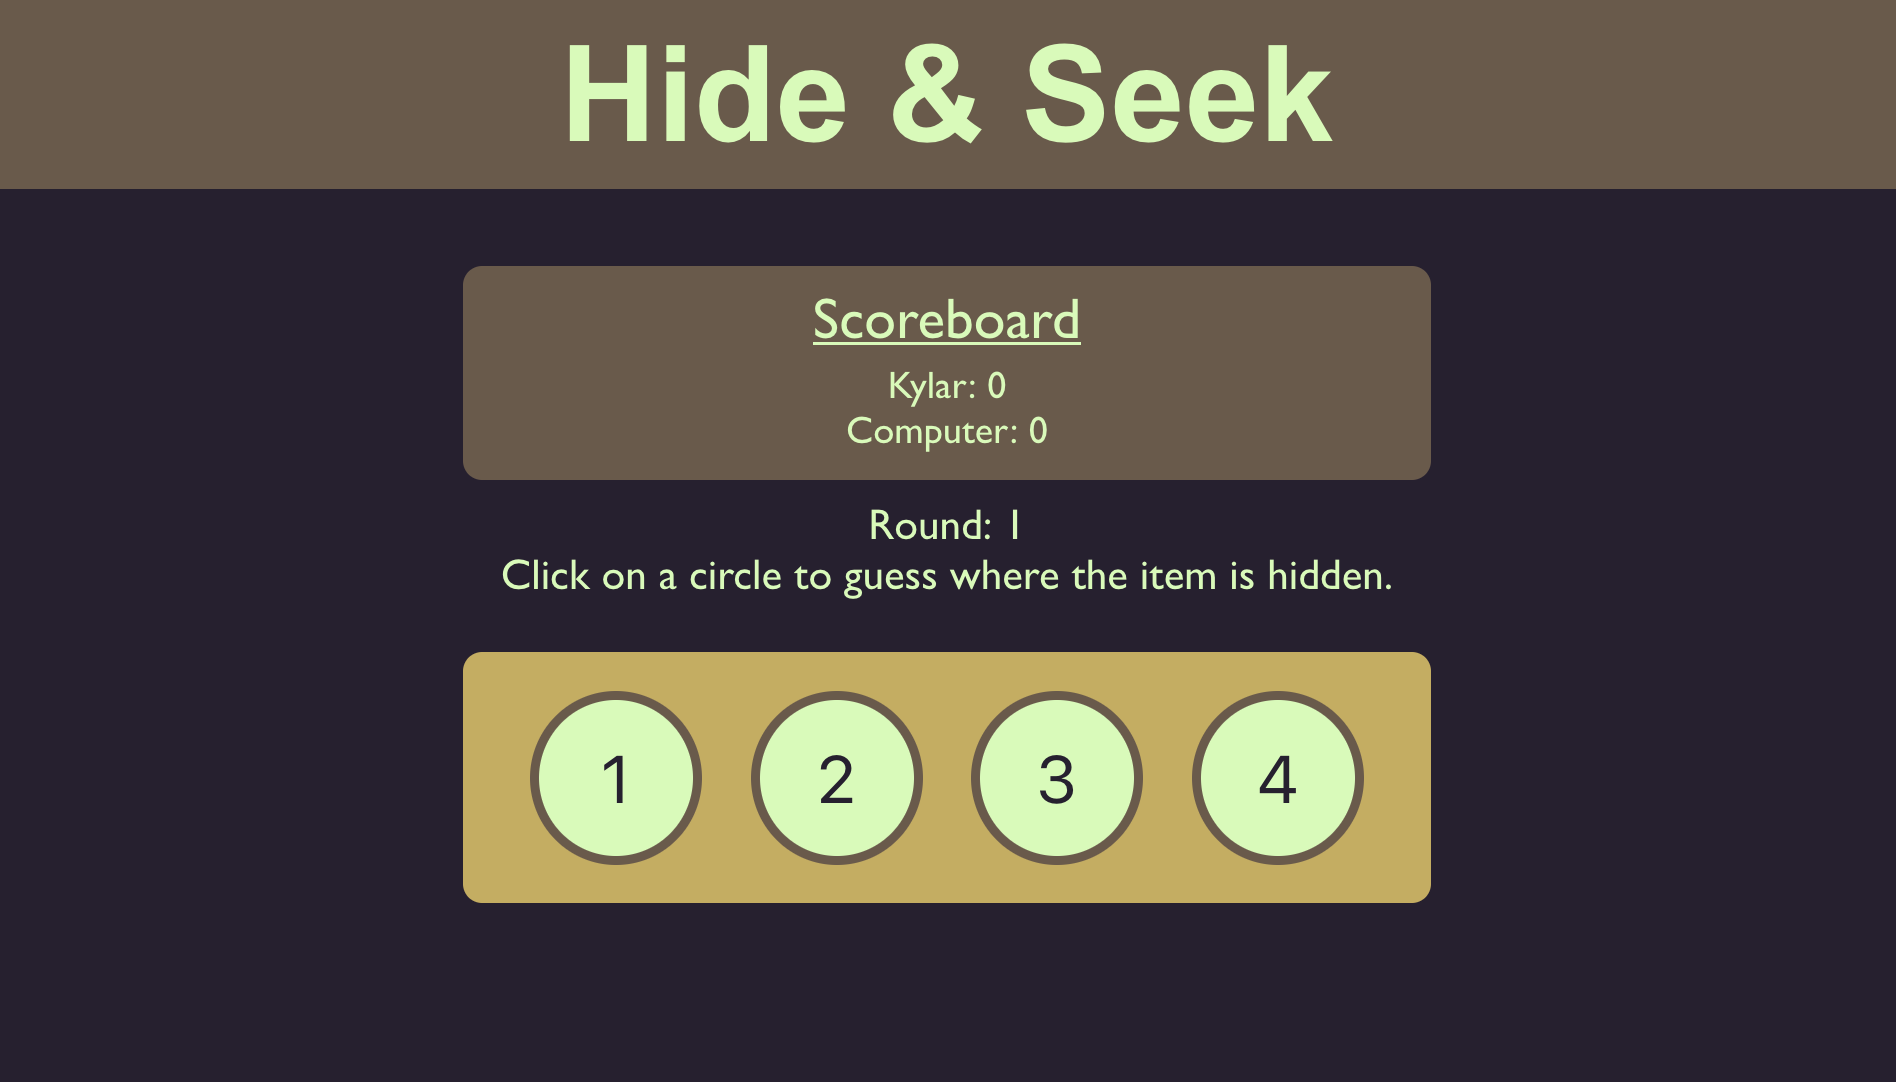 Hide & Seek
Scoreboard
Kylar: 0
Computer: 0
Round: 1
Click on a circle to guess where the item is hidden.
1 2 3 4